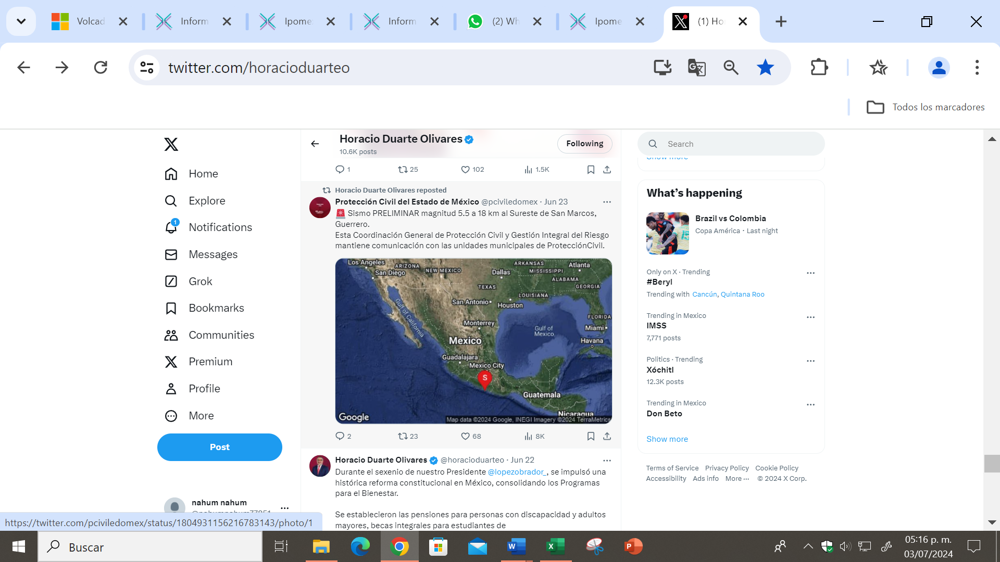 Volcad
Inform
Ipome
Inform
(2) Wh
Ipome
(1) Ho
twitter.com/horacioduarteo
Todos los marcadores
Home
Explore
1
Notifications
Messages
Grok
Bookmarks
Communities
Premium
Profile
More
Post
nahum nahum
https://twitter.com/pciviledomex/status/1804931156216783143/photo/1
Horacio Duarte Olivares
10.6K posts
Following
1 25 102 1.5K
Horacio Duarte Olivares reposted
Protección Civil del Estado de México @pciviledomex · Jun 23
Sismo PRELIMINAR magnitud 5.5 a 18 km al Sureste de San Marcos,
Guerrero.
Esta Coordinación General de Protección Civil y Gestión Integral del Riesgo
mantiene comunicación con las unidades municipales de ProtecciónCivil.
Los Angeles
San Diego
ARIZONA
NEW MEXICO
Dallas
ARKANSAS
MISSISSIPPI
Atlanta
ALABAMA
GEORGIA
TEXAS
LOUISIANA
San Antonio
Houston
Gulf of California
FLORIDA
Monterrey
Gulf of
Mexico
Miami
Mexico
Havana
Guadalajara
Mexico City
S
Guatemala
Nicaragua
Google
Map data ©2024 Google, INEGI Imagery ©2024 TerraMetrics
2 23 68 8K
Horacio Duarte Olivares @horacioduarteo · Jun 22
Durante el sexenio de nuestro Presidente @lopezobrador_, se impulsó una
histórica reforma constitucional en México, consolidando los Programas
para el Bienestar.
Se establecieron las pensiones para personas con discapacidad y adultos
mayores, becas integrales para estudiantes de
Search
Show more
What's happening
Brazil vs Colombia
Copa América · Last night
Only on X · Trending
#Beryl
Trending with Cancún, Quintana Roo
Trending in Mexico
IMSS
7,771 posts
Politics · Trending
Xóchitl
12.3K posts
Trending in Mexico
Don Beto
Show more
Terms of Service Privacy Policy Cookie Policy
Accessibility Ads info More ··· © 2024 X Corp.
Buscar
05:16 p. m.
03/07/2024